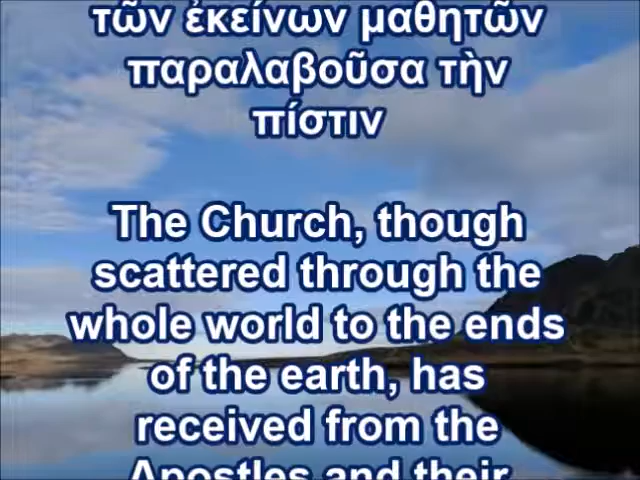 τῶν ἐκείνων μαθητῶν
παραλαβοῦσα τὴν
πίστιν
The Church, though
scattered through the
whole world to the ends
of the earth, has
received from the
Apostles and their